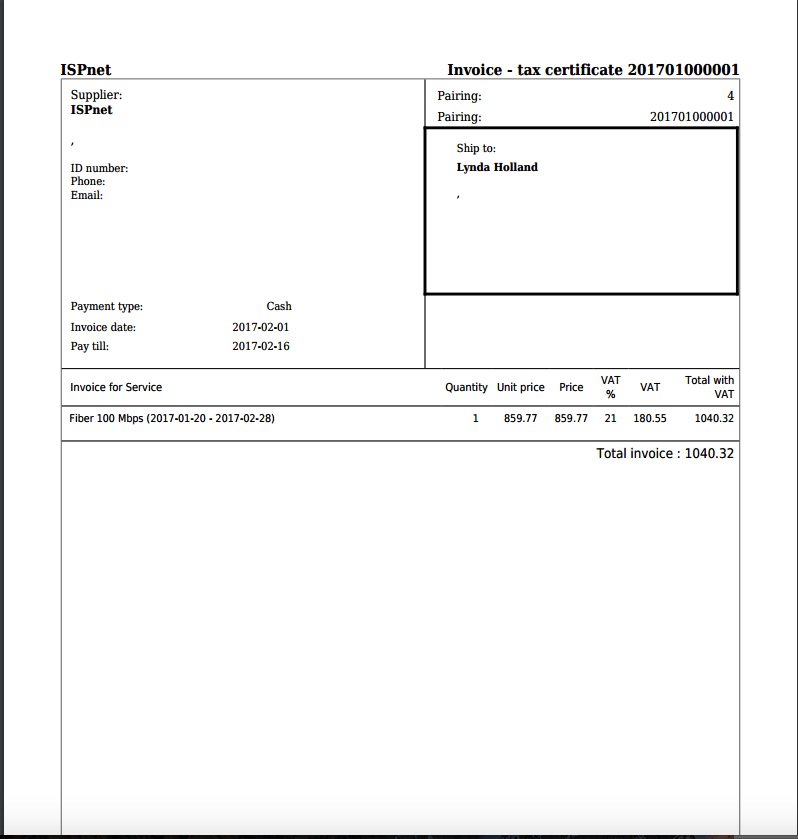 ISPnet Invoice - tax certificate 201701000001
Supplier:
ISPnet
,
ID number:
Phone:
Email:
Pairing: 4
Pairing: 201701000001
Ship to:
Lynda Holland
,
Payment type: Cash
Invoice date: 2017-02-01
Pay till: 2017-02-16
Invoice for Service Quantity Unit price Price VAT % VAT Total with VAT
Fiber 100 Mbps (2017-01-20 - 2017-02-28) 1 859.77 859.77 21 180.55 1040.32
Total invoice : 1040.32